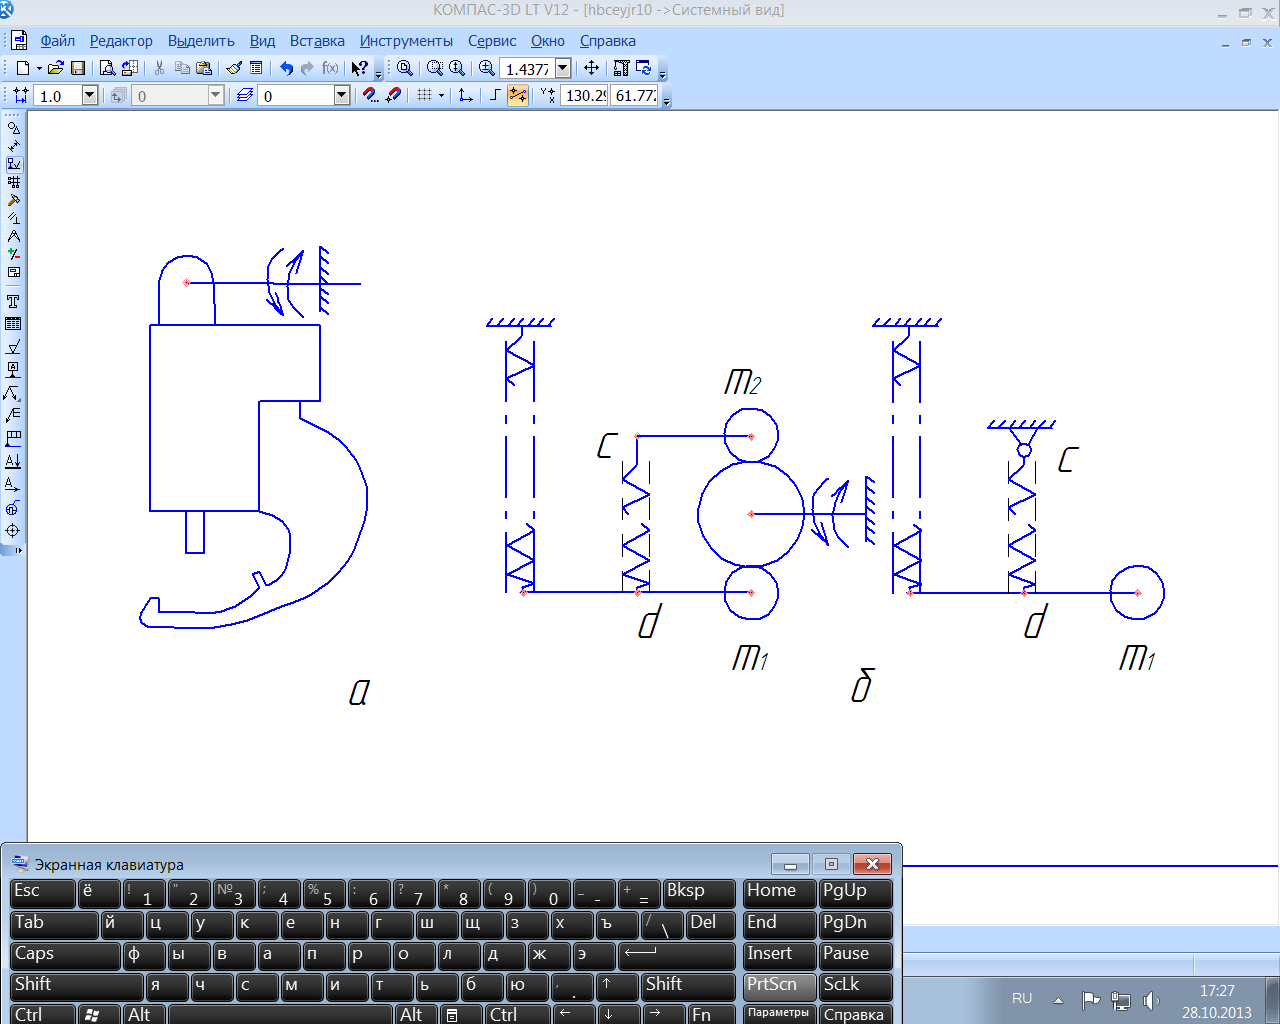 КОМПАС-3D LT V12 - [hbceyjr10 ->Системный вид]
Файл Редактор Выделить Вид Вставка Инструменты Сервис Окно Справка
1.437
1.0 0 0 130.29 61.772
m2
c
c
d
d
m1
m1
а
б
Экранная клавиатура
Esc ё ! 1 " 2 № 3 ; 4 % 5 : 6 ? 7 * 8 ( 9 ) 0 _ - + = Bksp Home PgUp
Tab й ц у к е н г ш щ з х ъ / \ Del End PgDn
Caps ф ы в а п р о л д ж э Insert Pause
Shift я ч с м и т ь б ю , . Shift PrtScn ScLk
Ctrl Alt Alt Ctrl Fn Параметры Справка
RU
17:27
28.10.2013